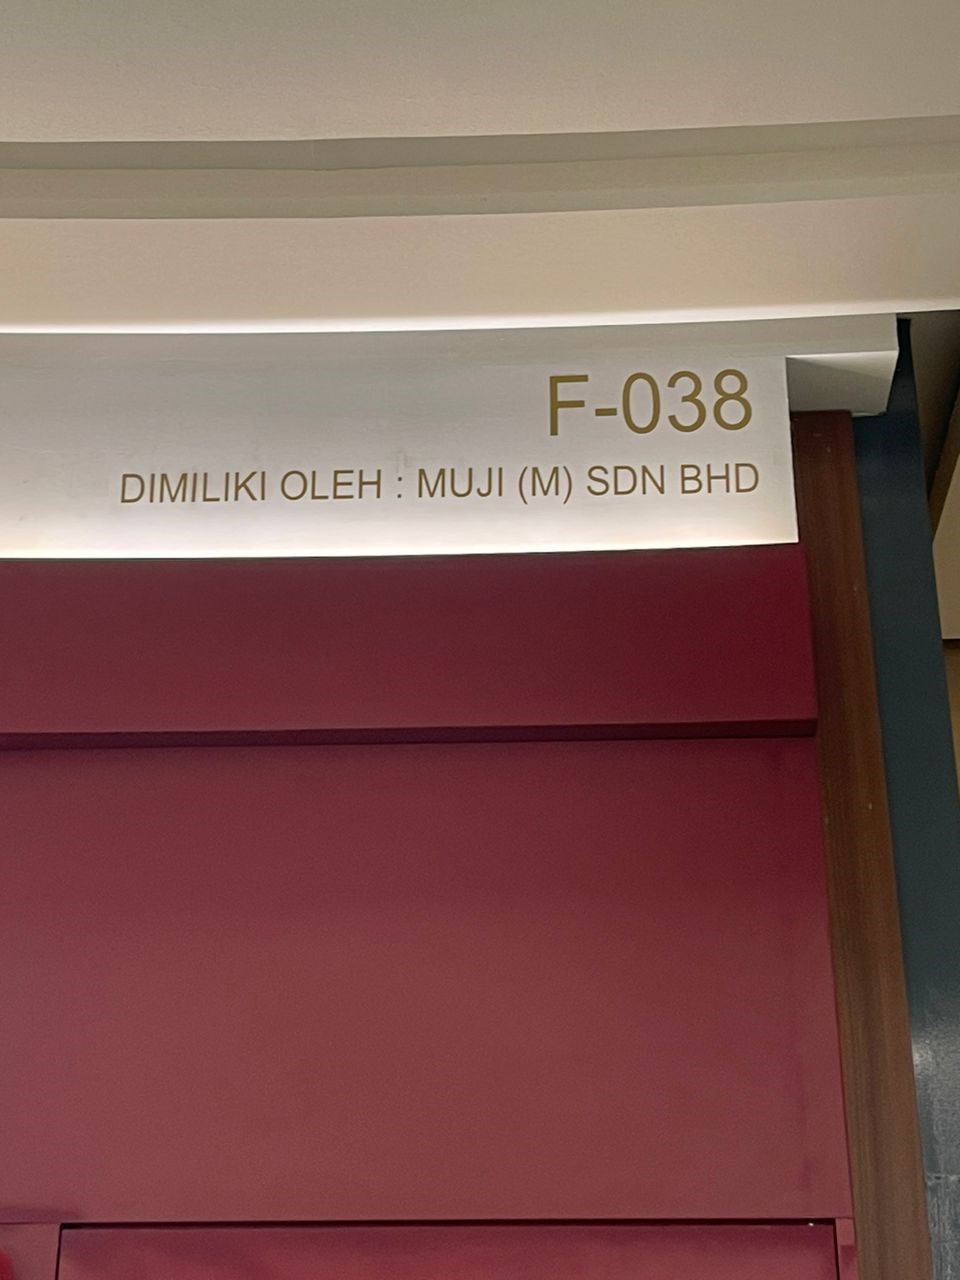 F-038
DIMILIKI OLEH : MUJI (M) SDN BHD